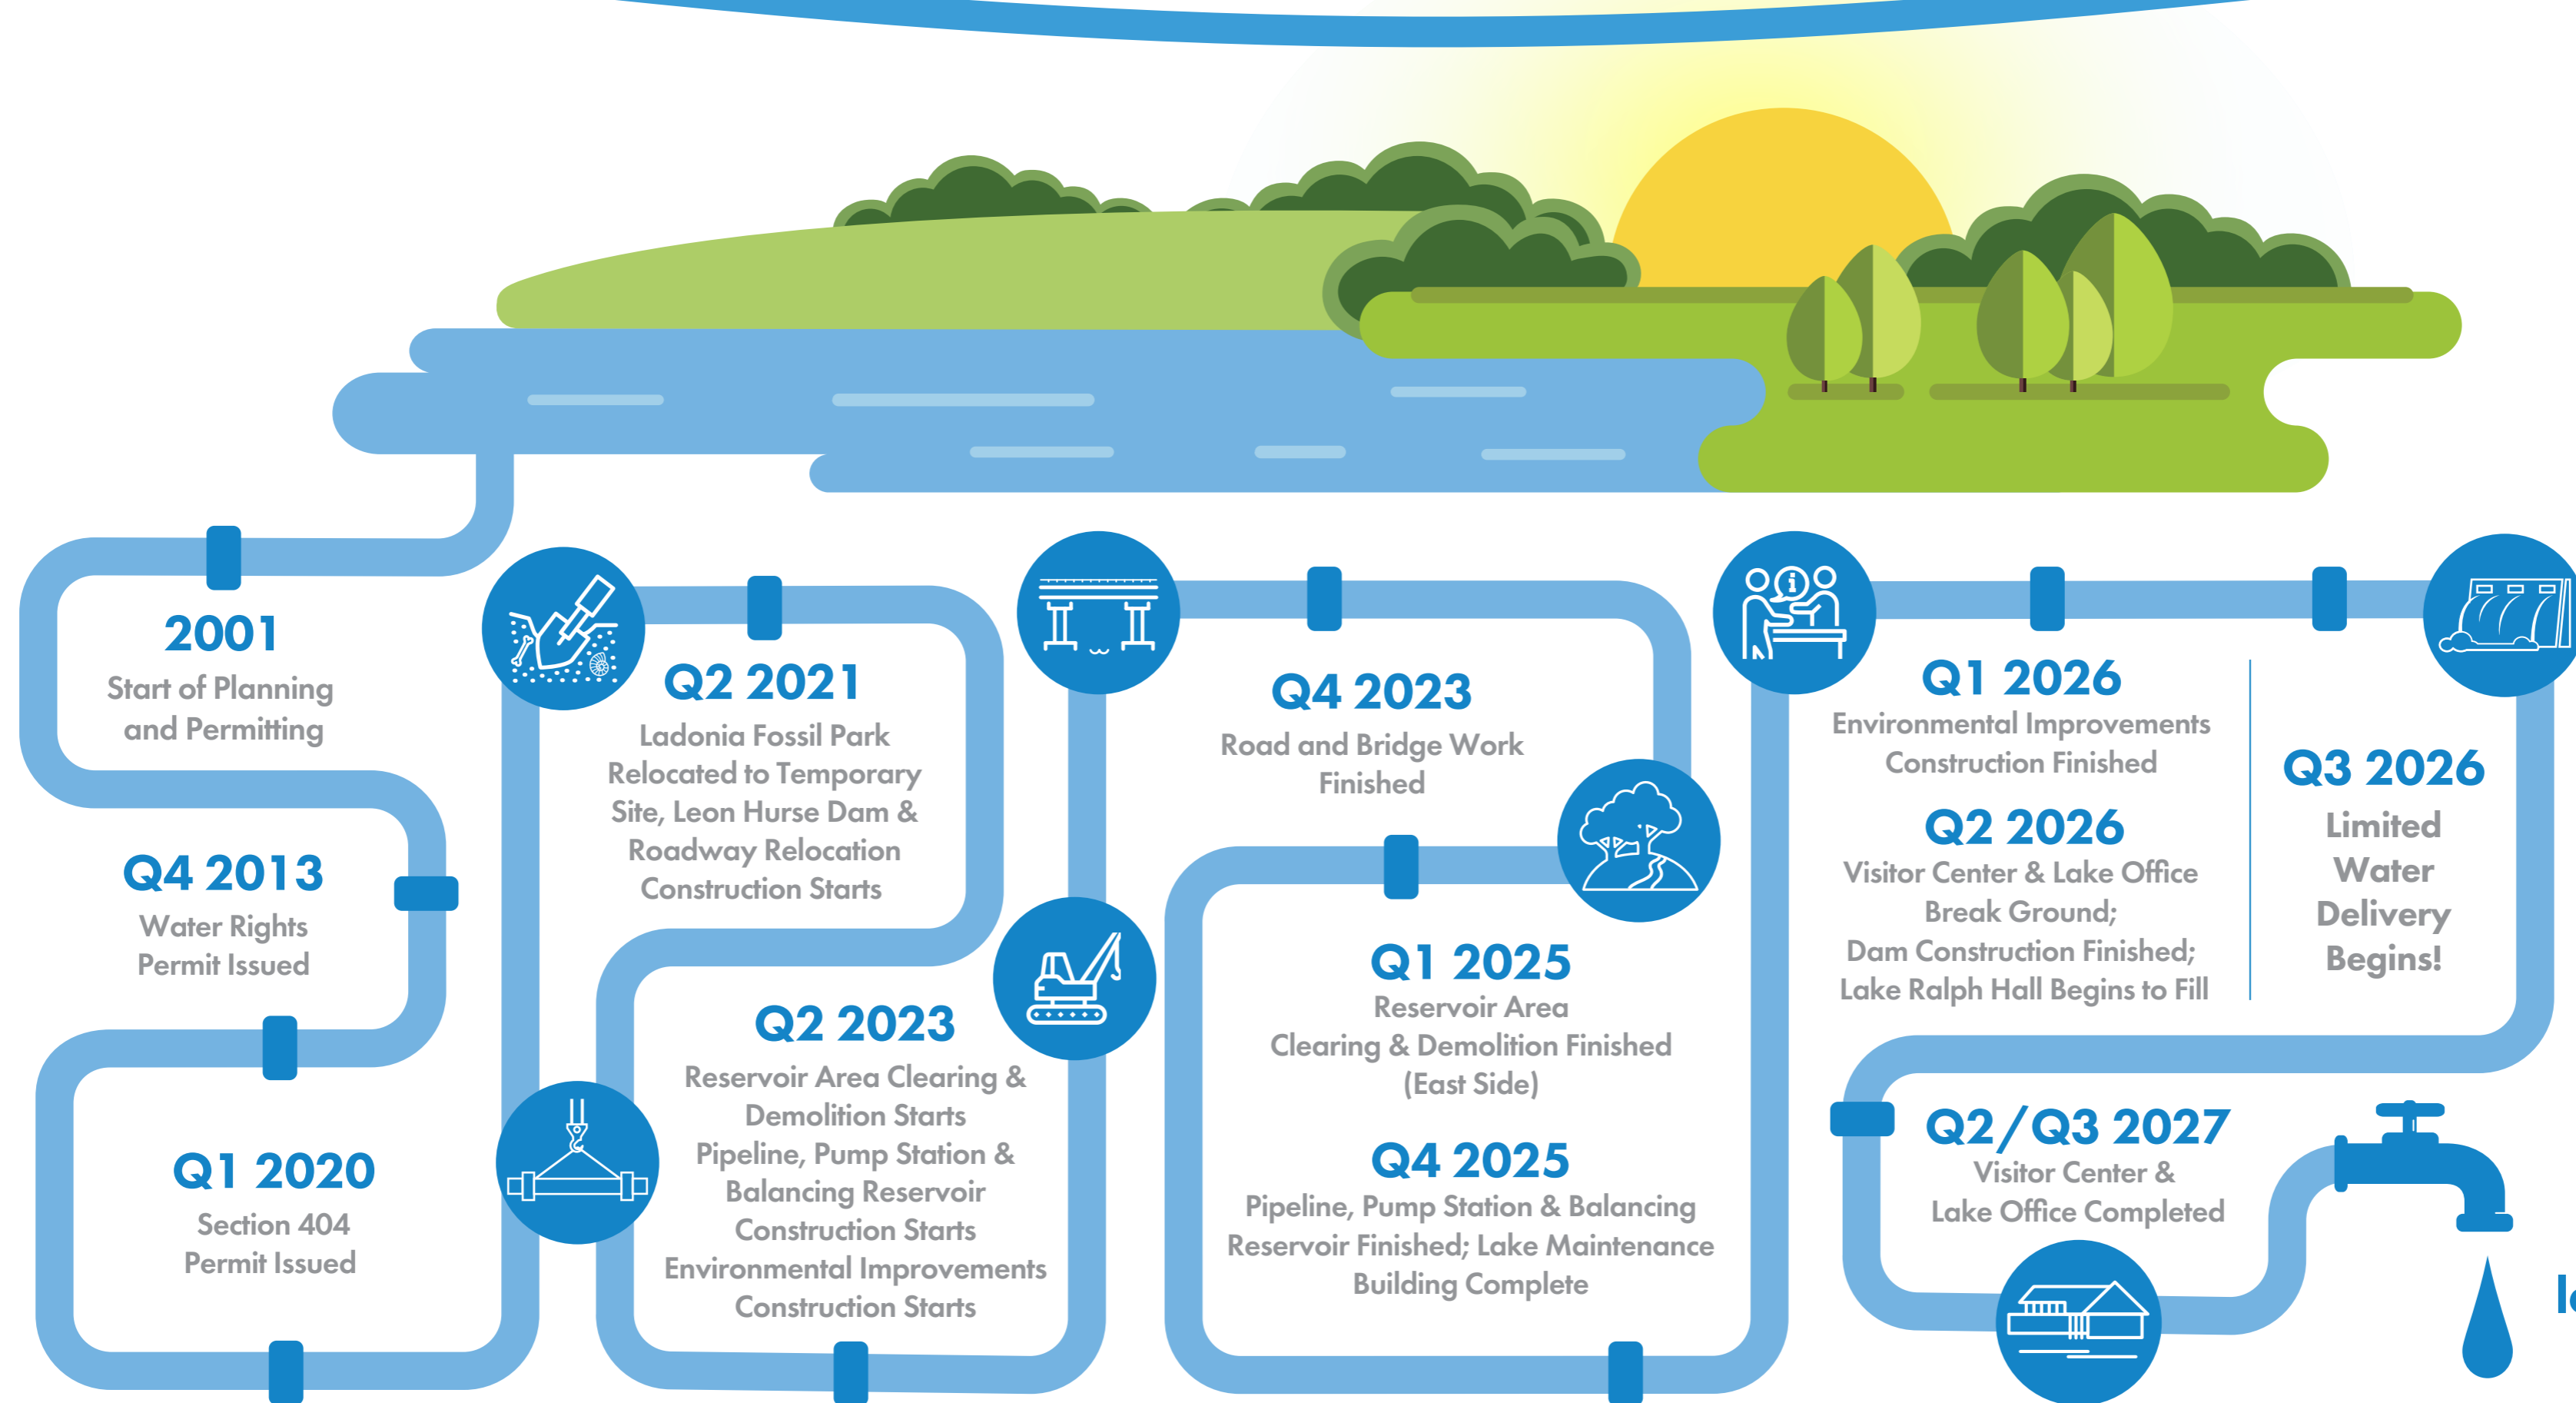 2001
Start of Planning
and Permitting
Q4 2013
Water Rights
Permit Issued
Q1 2020
Section 404
Permit Issued
Q2 2021
Ladonia Fossil Park
Relocated to Temporary
Site, Leon Hurse Dam &
Roadway Relocation
Construction Starts
Q2 2023
Reservoir Area Clearing &
Demolition Starts
Pipeline, Pump Station &
Balancing Reservoir
Construction Starts
Environmental Improvements
Construction Starts
Q4 2023
Road and Bridge Work
Finished
Q1 2025
Reservoir Area
Clearing & Demolition Finished
(East Side)
Q4 2025
Pipeline, Pump Station & Balancing
Reservoir Finished; Lake Maintenance
Building Complete
i
Q1 2026
Environmental Improvements
Construction Finished
Q2 2026
Visitor Center & Lake Office
Break Ground;
Dam Construction Finished;
Lake Ralph Hall Begins to Fill
Q3 2026
Limited
Water
Delivery
Begins!
Q2/Q3 2027
Visitor Center &
Lake Office Completed